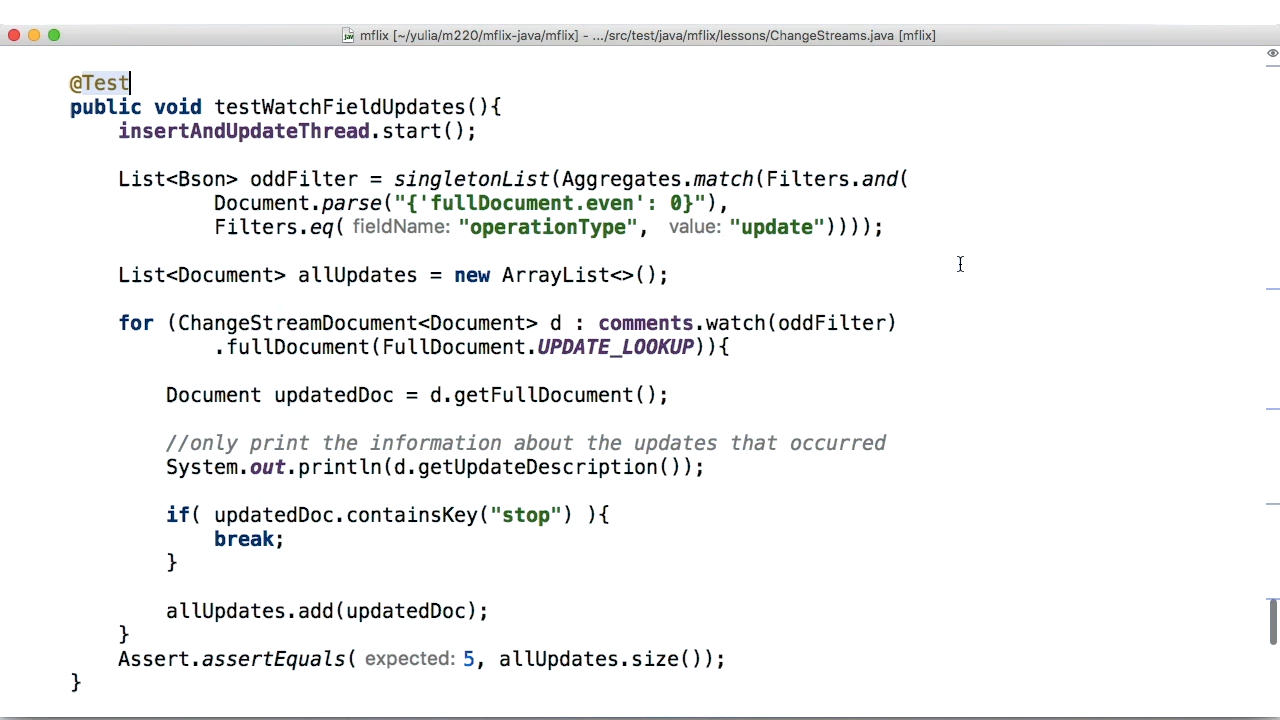 mflix [~/yulia/m220/mflix-java/mflix] - .../src/test/java/mflix/lessons/ChangeStreams.java [mflix]
@Test
public void testWatchFieldUpdates(){
insertAndUpdateThread.start();
List<Bson> oddFilter = singletonList(Aggregates.match(Filters.and(
Document.parse("{'fullDocument.even': 0}"),
Filters.eq( fieldName: "operationType", value: "update"))));
List<Document> allUpdates = new ArrayList<>();
for (ChangeStreamDocument<Document> d : comments.watch(oddFilter)
.fullDocument(FullDocument.UPDATE_LOOKUP)){
Document updatedDoc = d.getFullDocument();
//only print the information about the updates that occurred
System.out.println(d.getUpdateDescription());
if( updatedDoc.containsKey("stop") ){
break;
}
allUpdates.add(updatedDoc);
}
Assert.assertEquals( expected: 5, allUpdates.size());
}